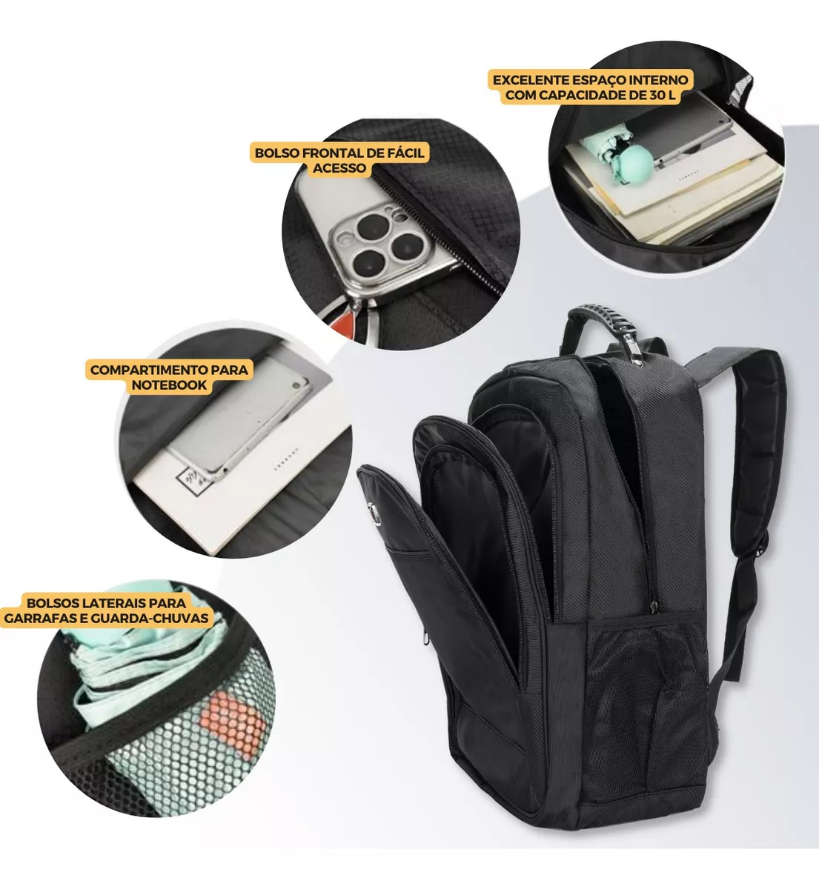 EXCELENTE ESPAÇO INTERNO
COM CAPACIDADE DE 30 L
BOLSO FRONTAL DE FÁCIL
ACESSO
COMPARTIMENTO PARA
NOTEBOOK
BOLSOS LATERAIS PARA
GARRAFAS E GUARDA-CHUVAS